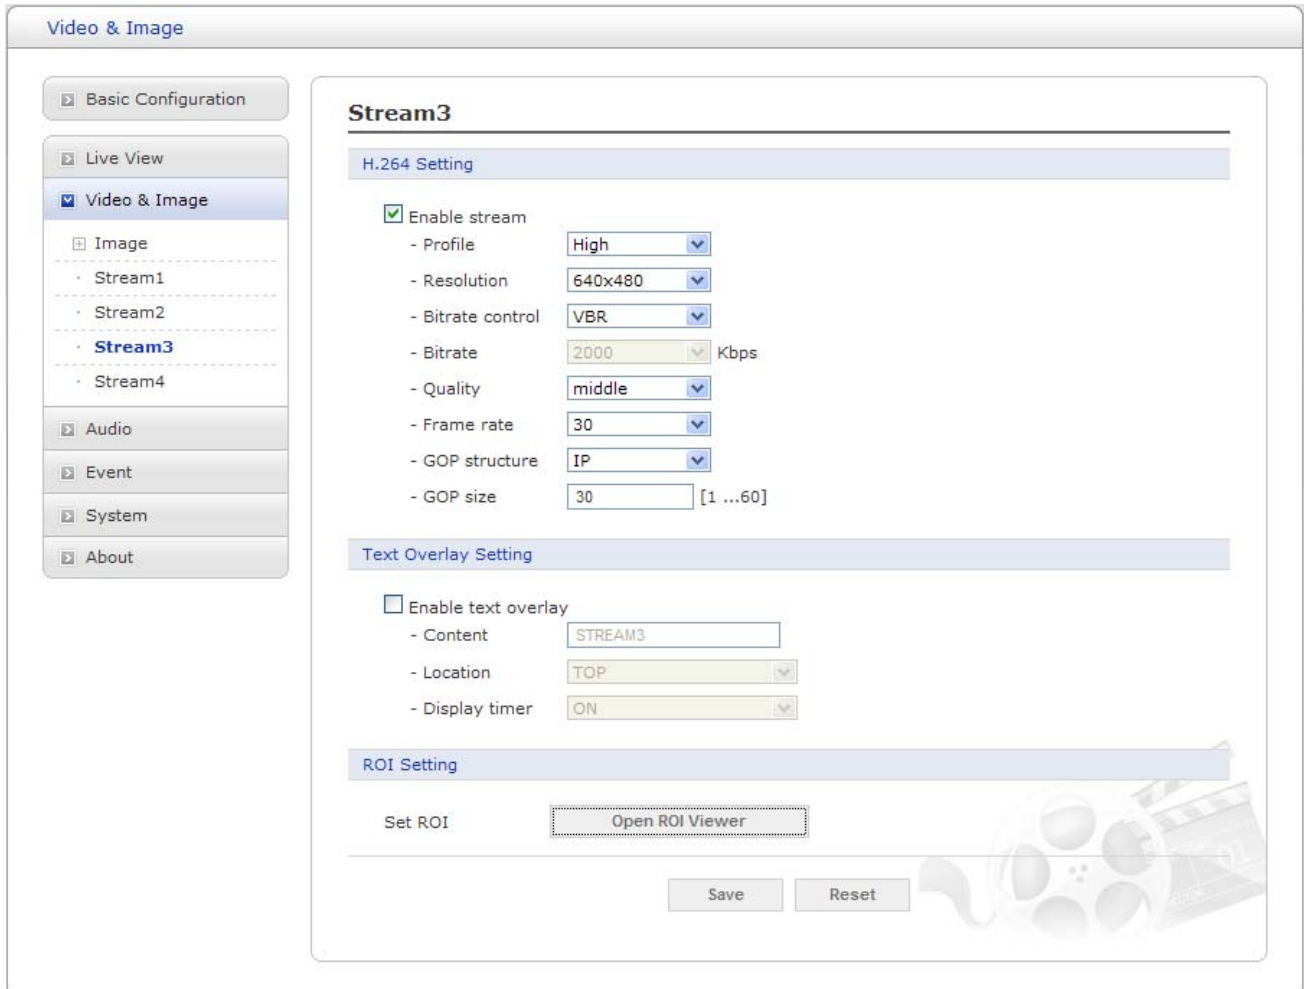 Video & Image
Basic Configuration
Live View
Video & Image
Image
Stream1
Stream2
Stream3
Stream4
Audio
Event
System
About
Stream3
H.264 Setting
Enable stream
- Profile High
- Resolution 640x480
- Bitrate control VBR
- Bitrate 2000 Kbps
- Quality middle
- Frame rate 30
- GOP structure IP
- GOP size 30 [1 ...60]
Text Overlay Setting
Enable text overlay
- Content STREAM3
- Location TOP
- Display timer ON
ROI Setting
Set ROI Open ROI Viewer
01
Save Reset